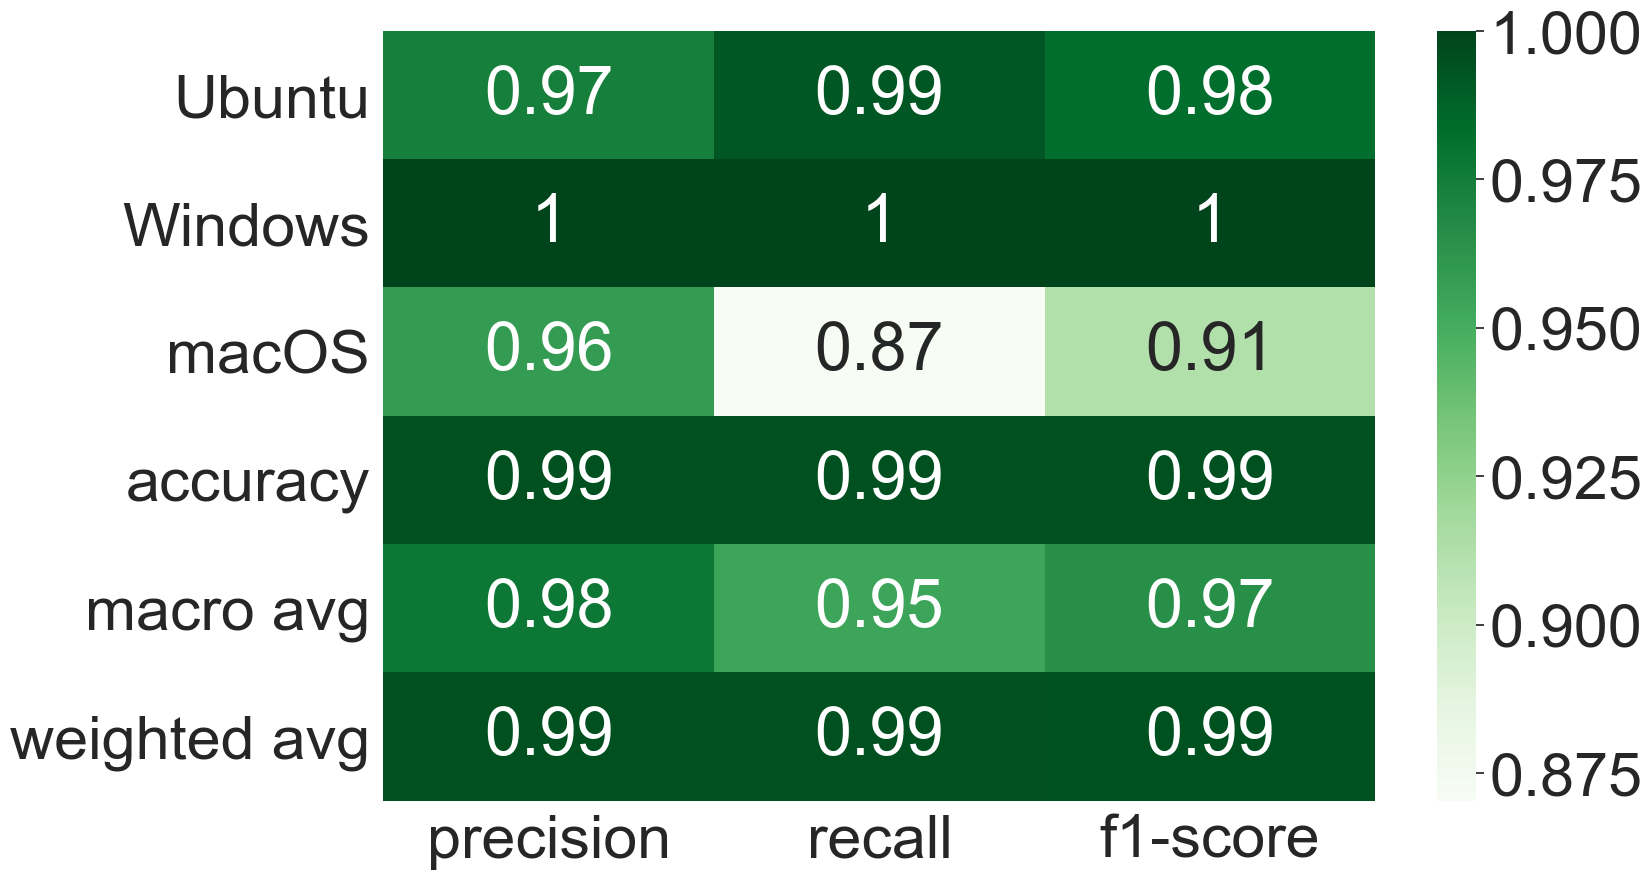 1.000
Ubuntu 0.97 0.99 0.98
0.975
Windows 1 1 1
macOS 0.96 0.87 0.91
0.950
accuracy 0.99 0.99 0.99
0.925
macro avg 0.98 0.95 0.97
0.900
weighted avg 0.99 0.99 0.99
0.875
precision recall f1-score